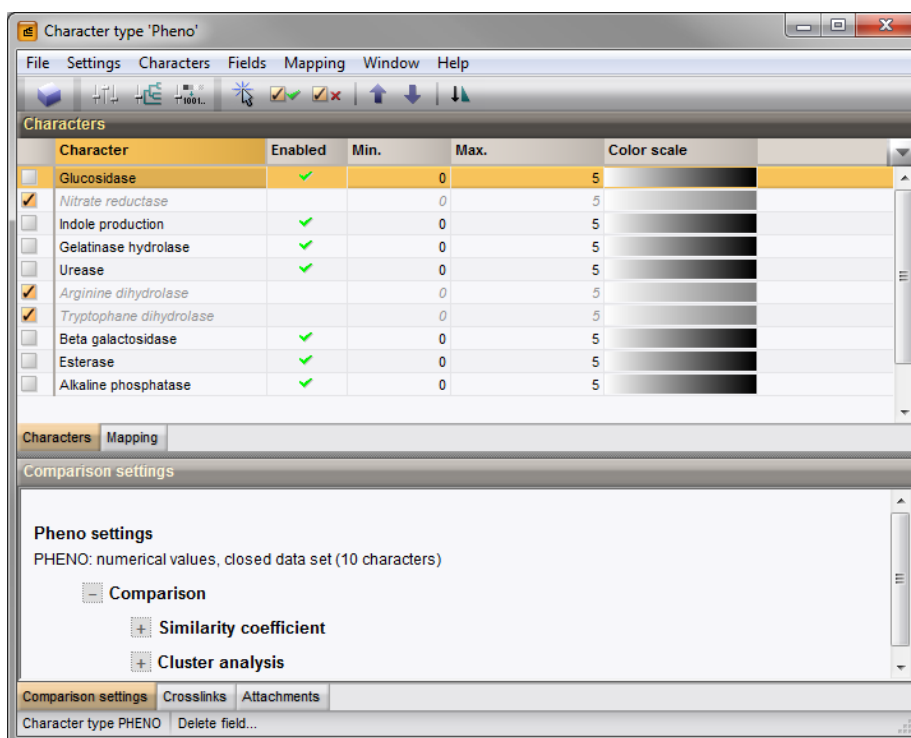 Character type 'Pheno'
File Settings Characters Fields Mapping Window Help
1001..
Characters
Character Enabled Min. Max. Color scale
Glucosidase 0 5
Nitrate reductase 0 5
Indole production 0 5
Gelatinase hydrolase 0 5
Urease 0 5
Arginine dihydrolase 0 5
Tryptophane dihydrolase 0 5
Beta galactosidase 0 5
Esterase 0 5
Alkaline phosphatase 0 5
Characters Mapping
Comparison settings
Pheno settings
PHENO: numerical values, closed data set (10 characters)
Comparison
Similarity coefficient
Cluster analysis
Comparison settings Crosslinks Attachments
Character type PHENO Delete field...